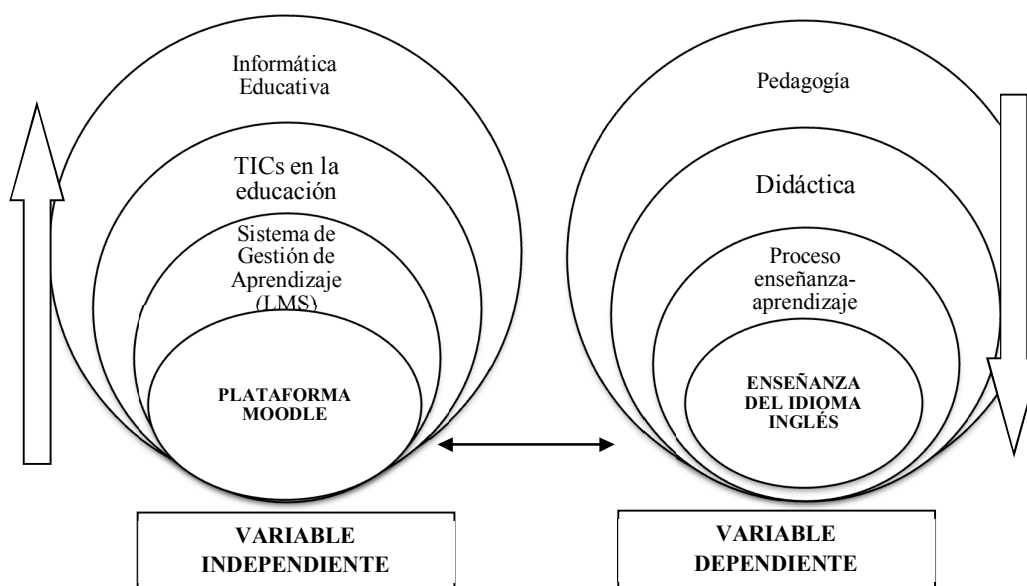 Informática
Educativa
TICs en la
educación
Sistema de
Gestión de
Aprendizaje
(LMS)
PLATAFORMA
MOODLE
VARIABLE
INDEPENDIENTE
Pedagogía
Didáctica
Proceso
enseñanza-
aprendizaje
ENSEÑANZA
DEL IDIOMA
INGLÉS
VARIABLE
DEPENDIENTE